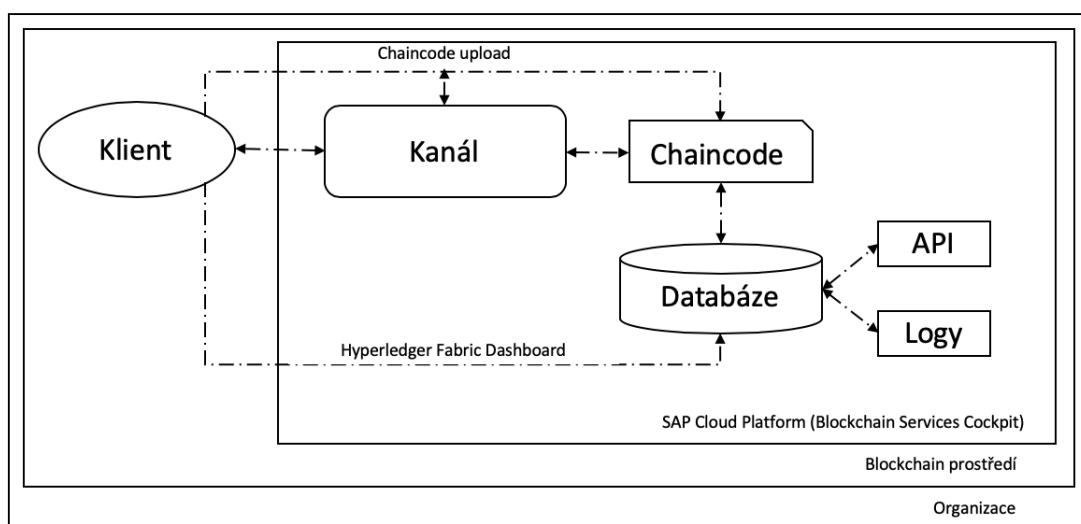 Chaincode upload
Klient
Kanál
Chaincode
API
Databáze
Logy
Hyperledger Fabric Dashboard
SAP Cloud Platform (Blockchain Services Cockpit)
Blockchain prostředí
Organizace